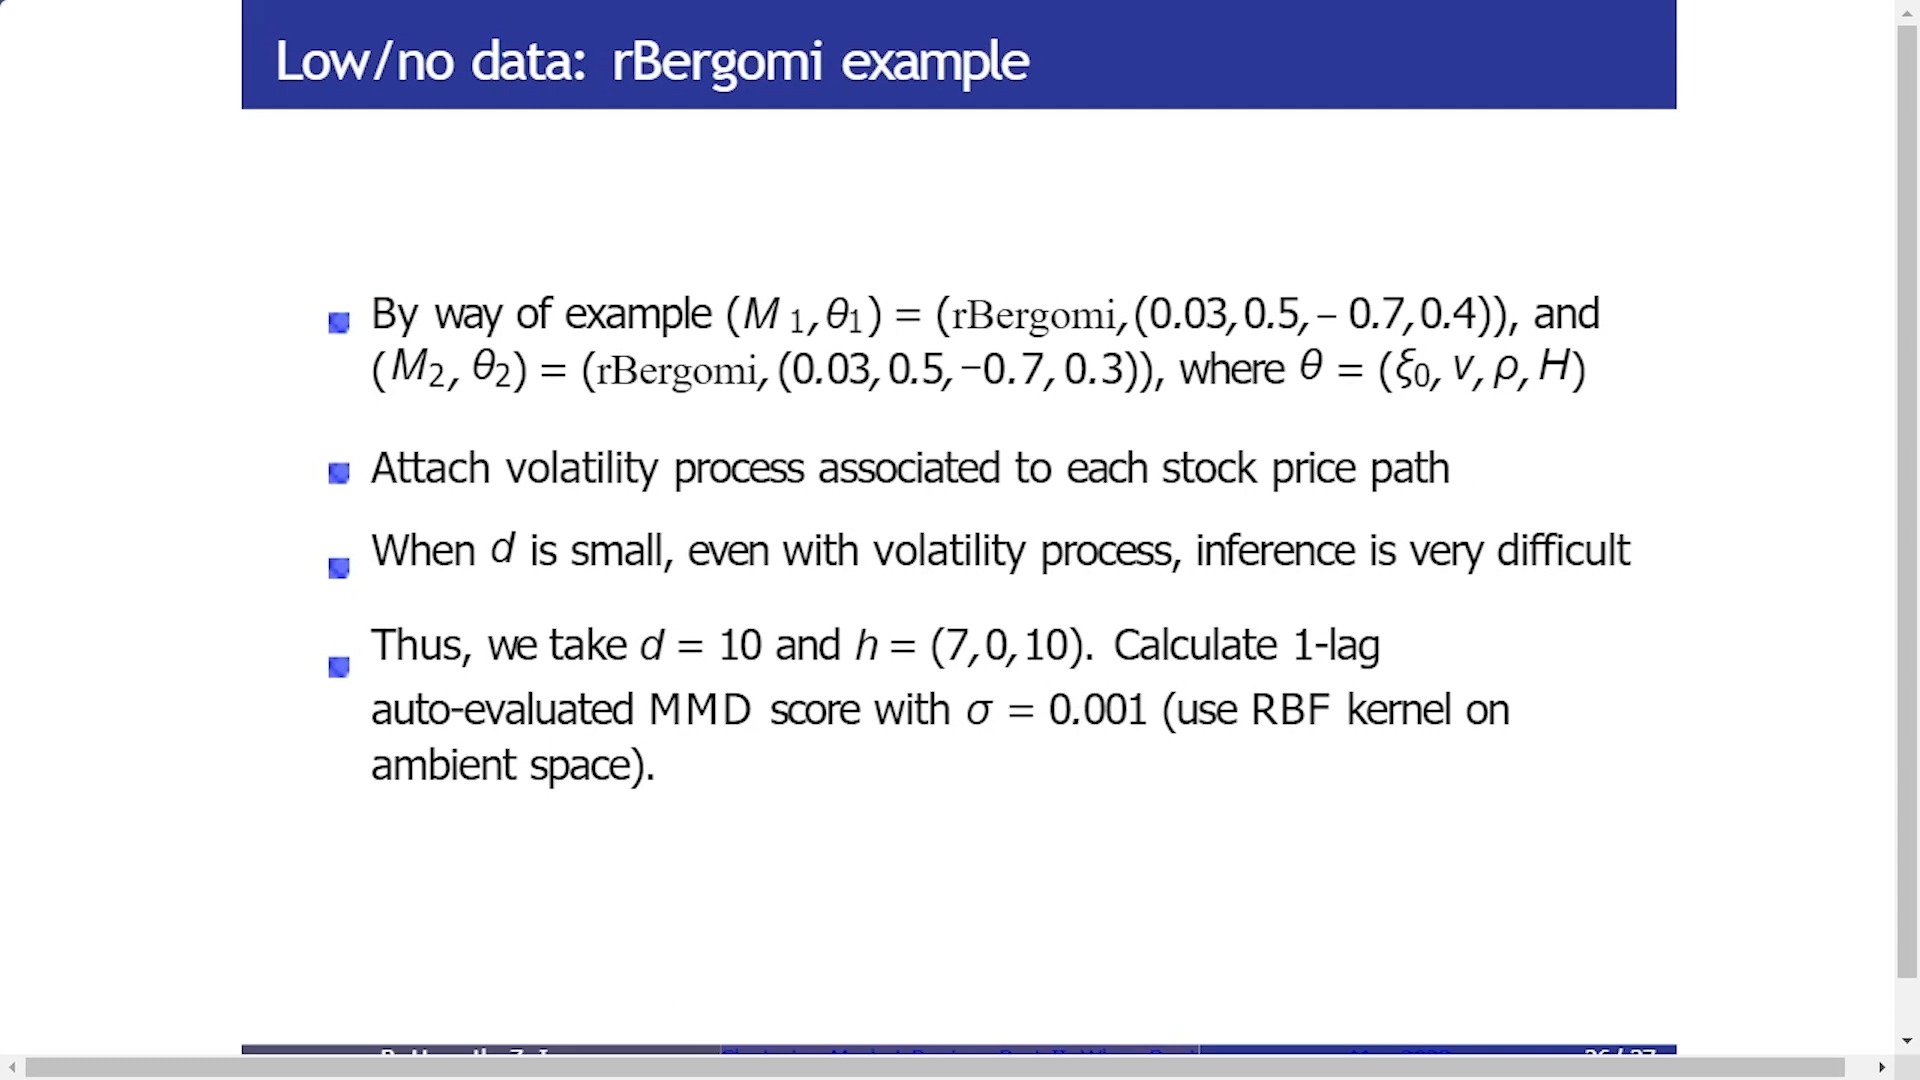 Low/no data: rBergomi example
By way of example (M 1,θ1) = (rBergomi,(0.03,0.5,− 0.7,0.4)), and
(M2, θ2) = (rBergomi, (0.03, 0.5, −0.7, 0.3)), where θ = (ξ0, ν, ρ, H)
Attach volatility process associated to each stock price path
When d is small, even with volatility process, inference is very difficult
Thus, we take d = 10 and h = (7,0,10). Calculate 1-lag
auto-evaluated MMD score with σ = 0.001 (use RBF kernel on
ambient space).